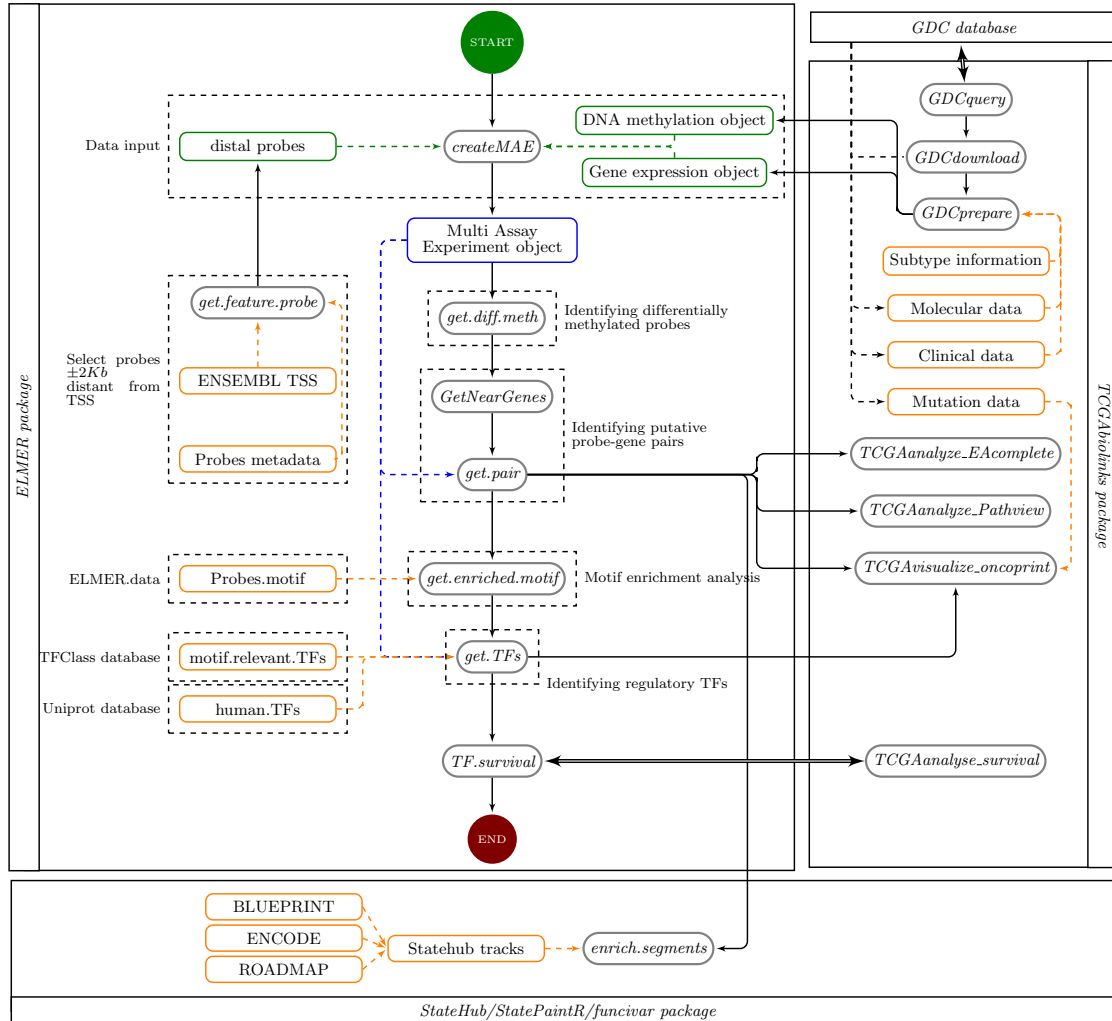 START
GDC database
GDCquery
DNA methylation object
Data input
distal probes
createMAE
GDCdownload
Gene expression object
GDCprepare
Multi Assay
Experiment object
Subtype information
get.feature.probe
Identifying differentially
methylated probes
get.diff.meth
Molecular data
Select probes
±2Kb
distant from
TSS
ENSEMBL TSS
Clinical data
GetNearGenes
Mutation data
Identifying putative
probe-gene pairs
Probes metadata
get.pair
TCGAanalyze_EAcomplete
TCGAanalyze_Pathview
ELMER.data
Probes.motif
get.enriched.motif
Motif enrichment analysis
TCGAvisualize_oncoprint
TFClass database
motif.relevant.TFs
get.TFs
Identifying regulatory TFs
Uniprot database
human.TFs
TF.survival
TCGAanalyse_survival
END
ELMER package
TCGAbiolinks package
BLUEPRINT
ENCODE
Statehub tracks
enrich.segments
ROADMAP
StateHub/StatePaintR/funcivar package